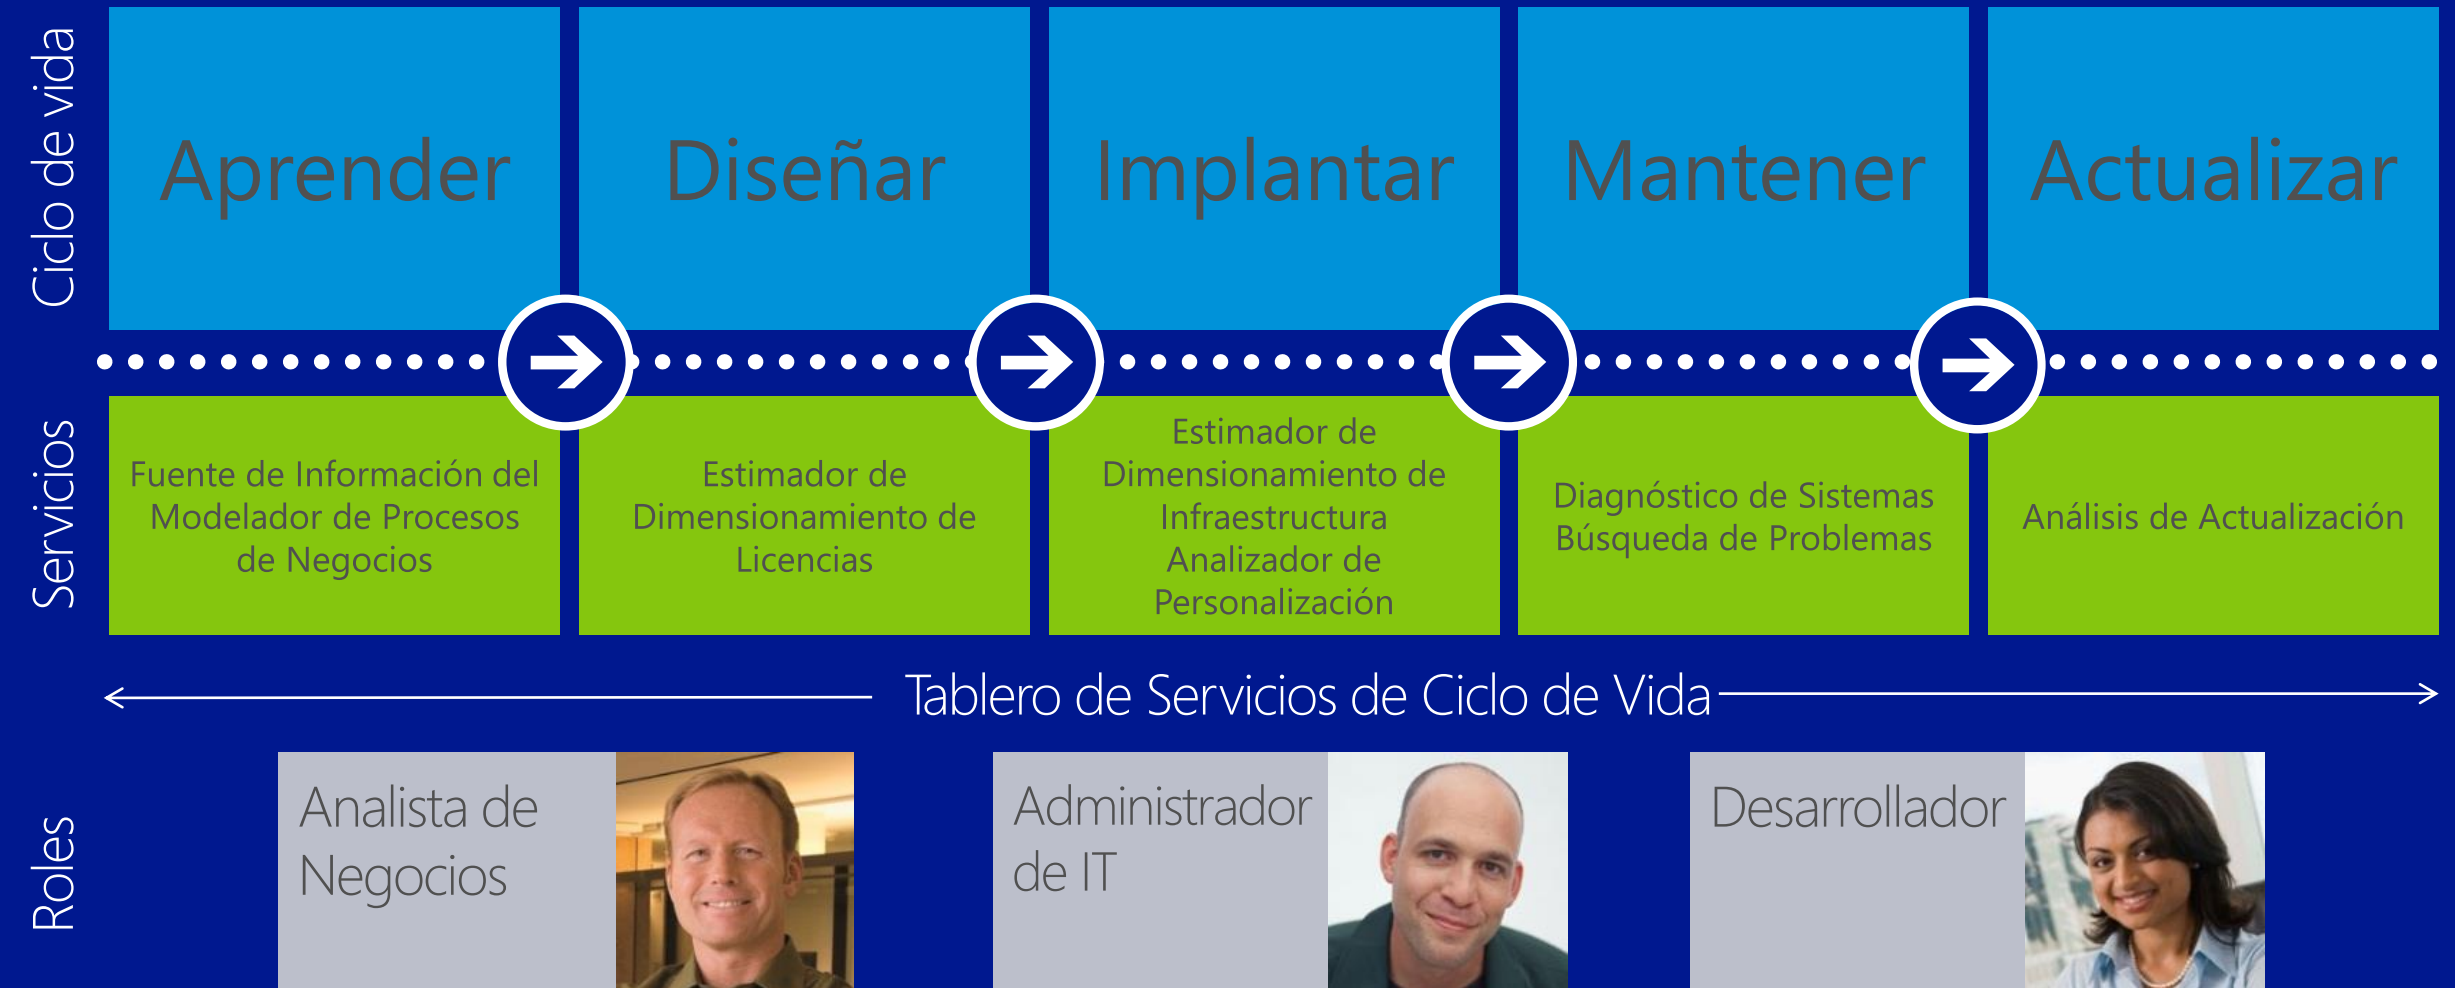 Ciclo de vida
Aprender
Diseñar
Implantar
Mantener
Actualizar
Servicios
Fuente de Información del
Modelador de Procesos
de Negocios
Estimador de
Dimensionamiento de
Licencias
Estimador de
Dimensionamiento de
Infraestructura
Analizador de
Personalización
Diagnóstico de Sistemas
Búsqueda de Problemas
Análisis de Actualización
Tablero de Servicios de Ciclo de Vida
Roles
Analista de
Negocios
Administrador
de IT
Desarrollador